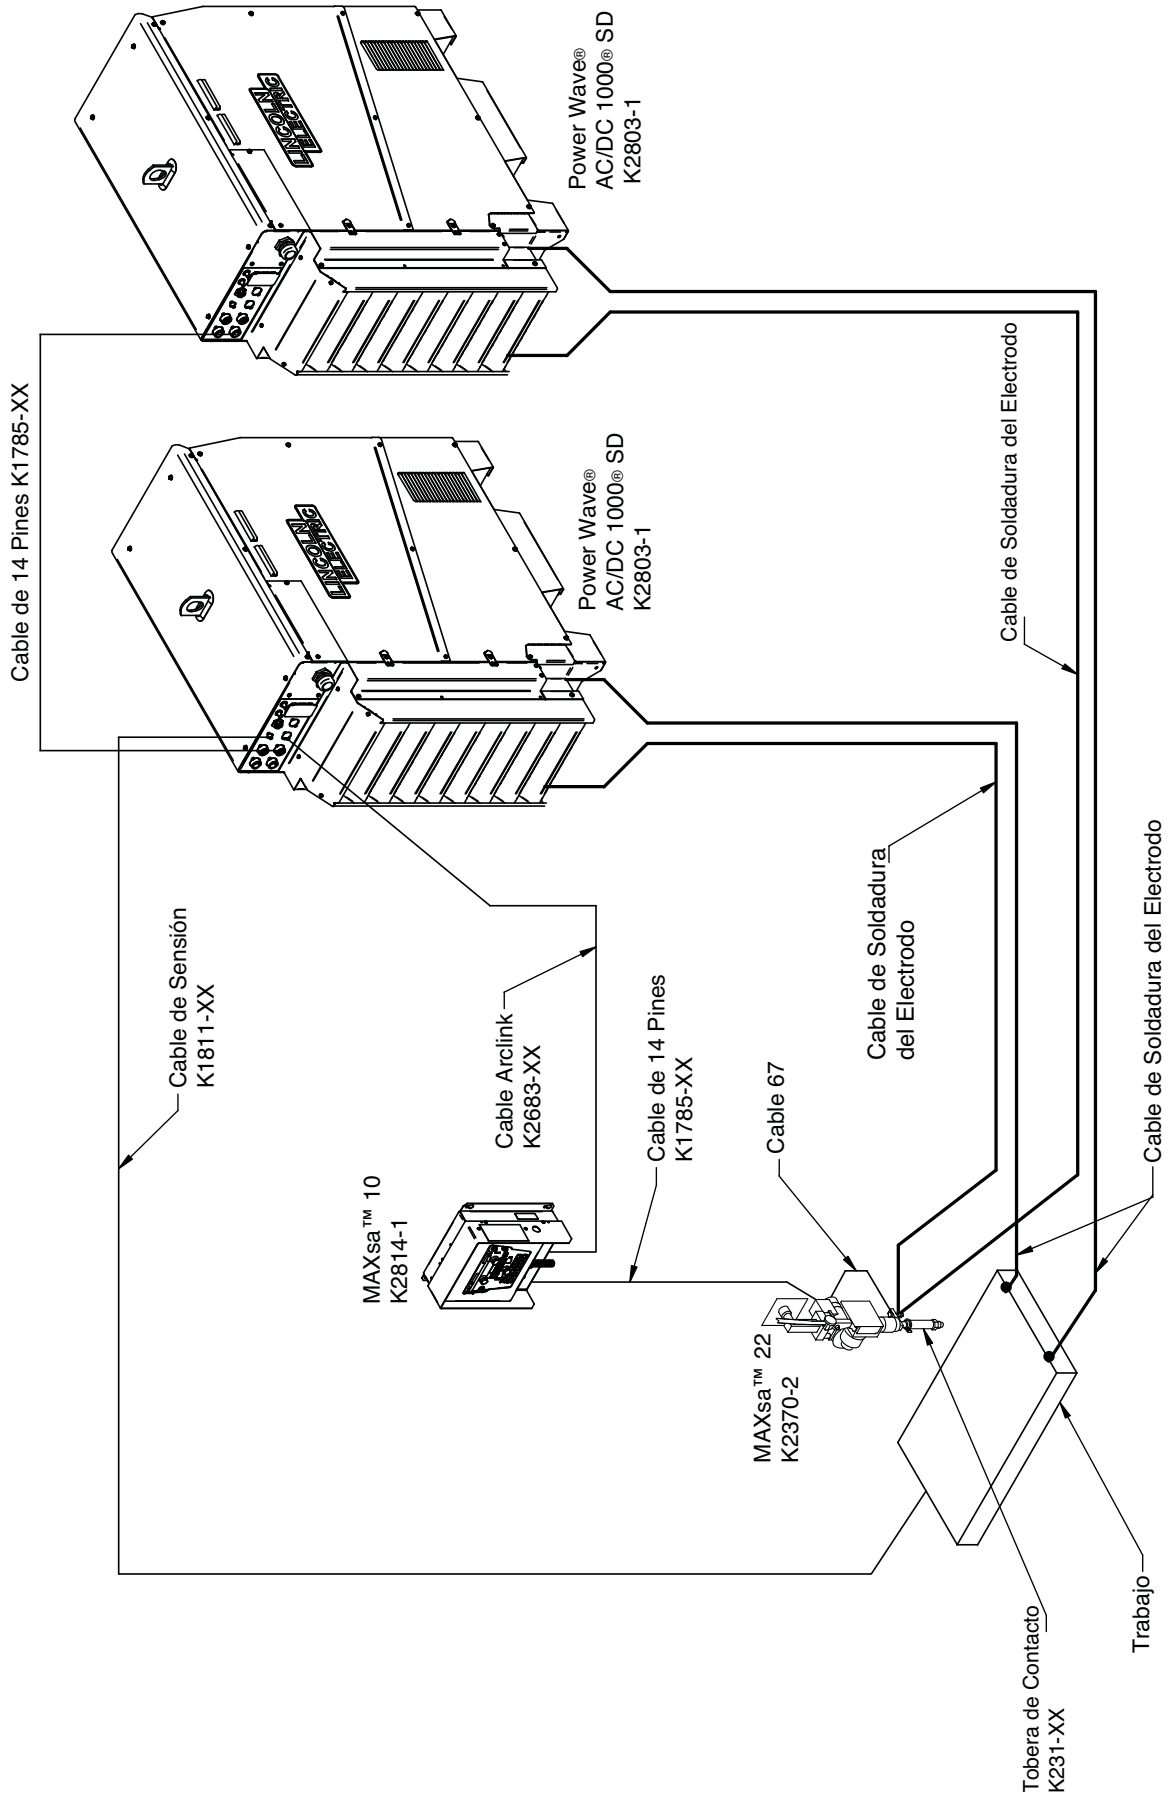 Cable de 14 Pines K1785-XX
LINCOLN
ELECTRIC
Power Wave®
AC/DC 1000® SD
K2803-1
LINCOLN
ELECTRIC
Power Wave®
AC/DC 1000® SD
K2803-1
Cable de Soldadura del Electrodo
Cable de Sensión
K1811-XX
Cable Arclink
K2683-XX
Cable de 14 Pines
K1785-XX
Cable de Soldadura
del Electrodo
Cable 67
Cable de Soldadura del Electrodo
MAXsa™ 10
K2814-1
MAXsa™ 22
K2370-2
Tobera de Contacto
K231-XX
Trabajo